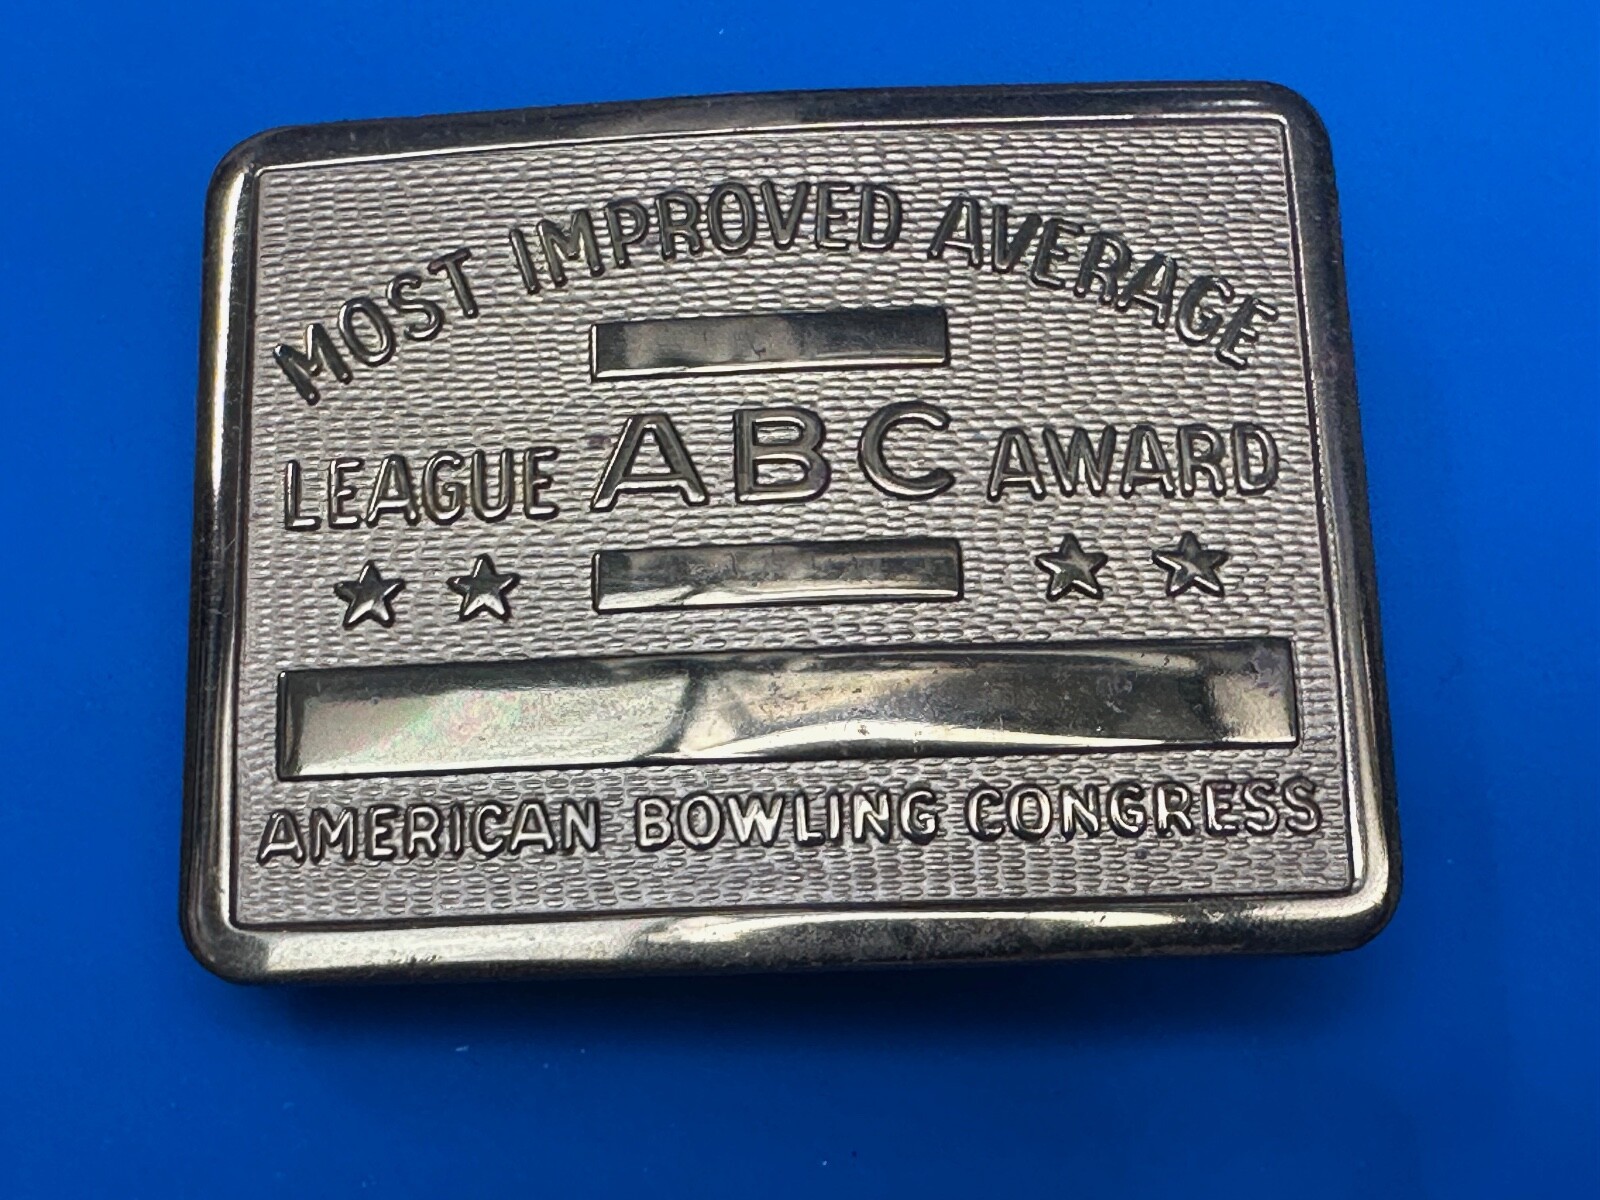 MOST IMPROVED AVERAGE
LEAGUE ABC AWARD
AMERICAN BOWLING CONGRESS